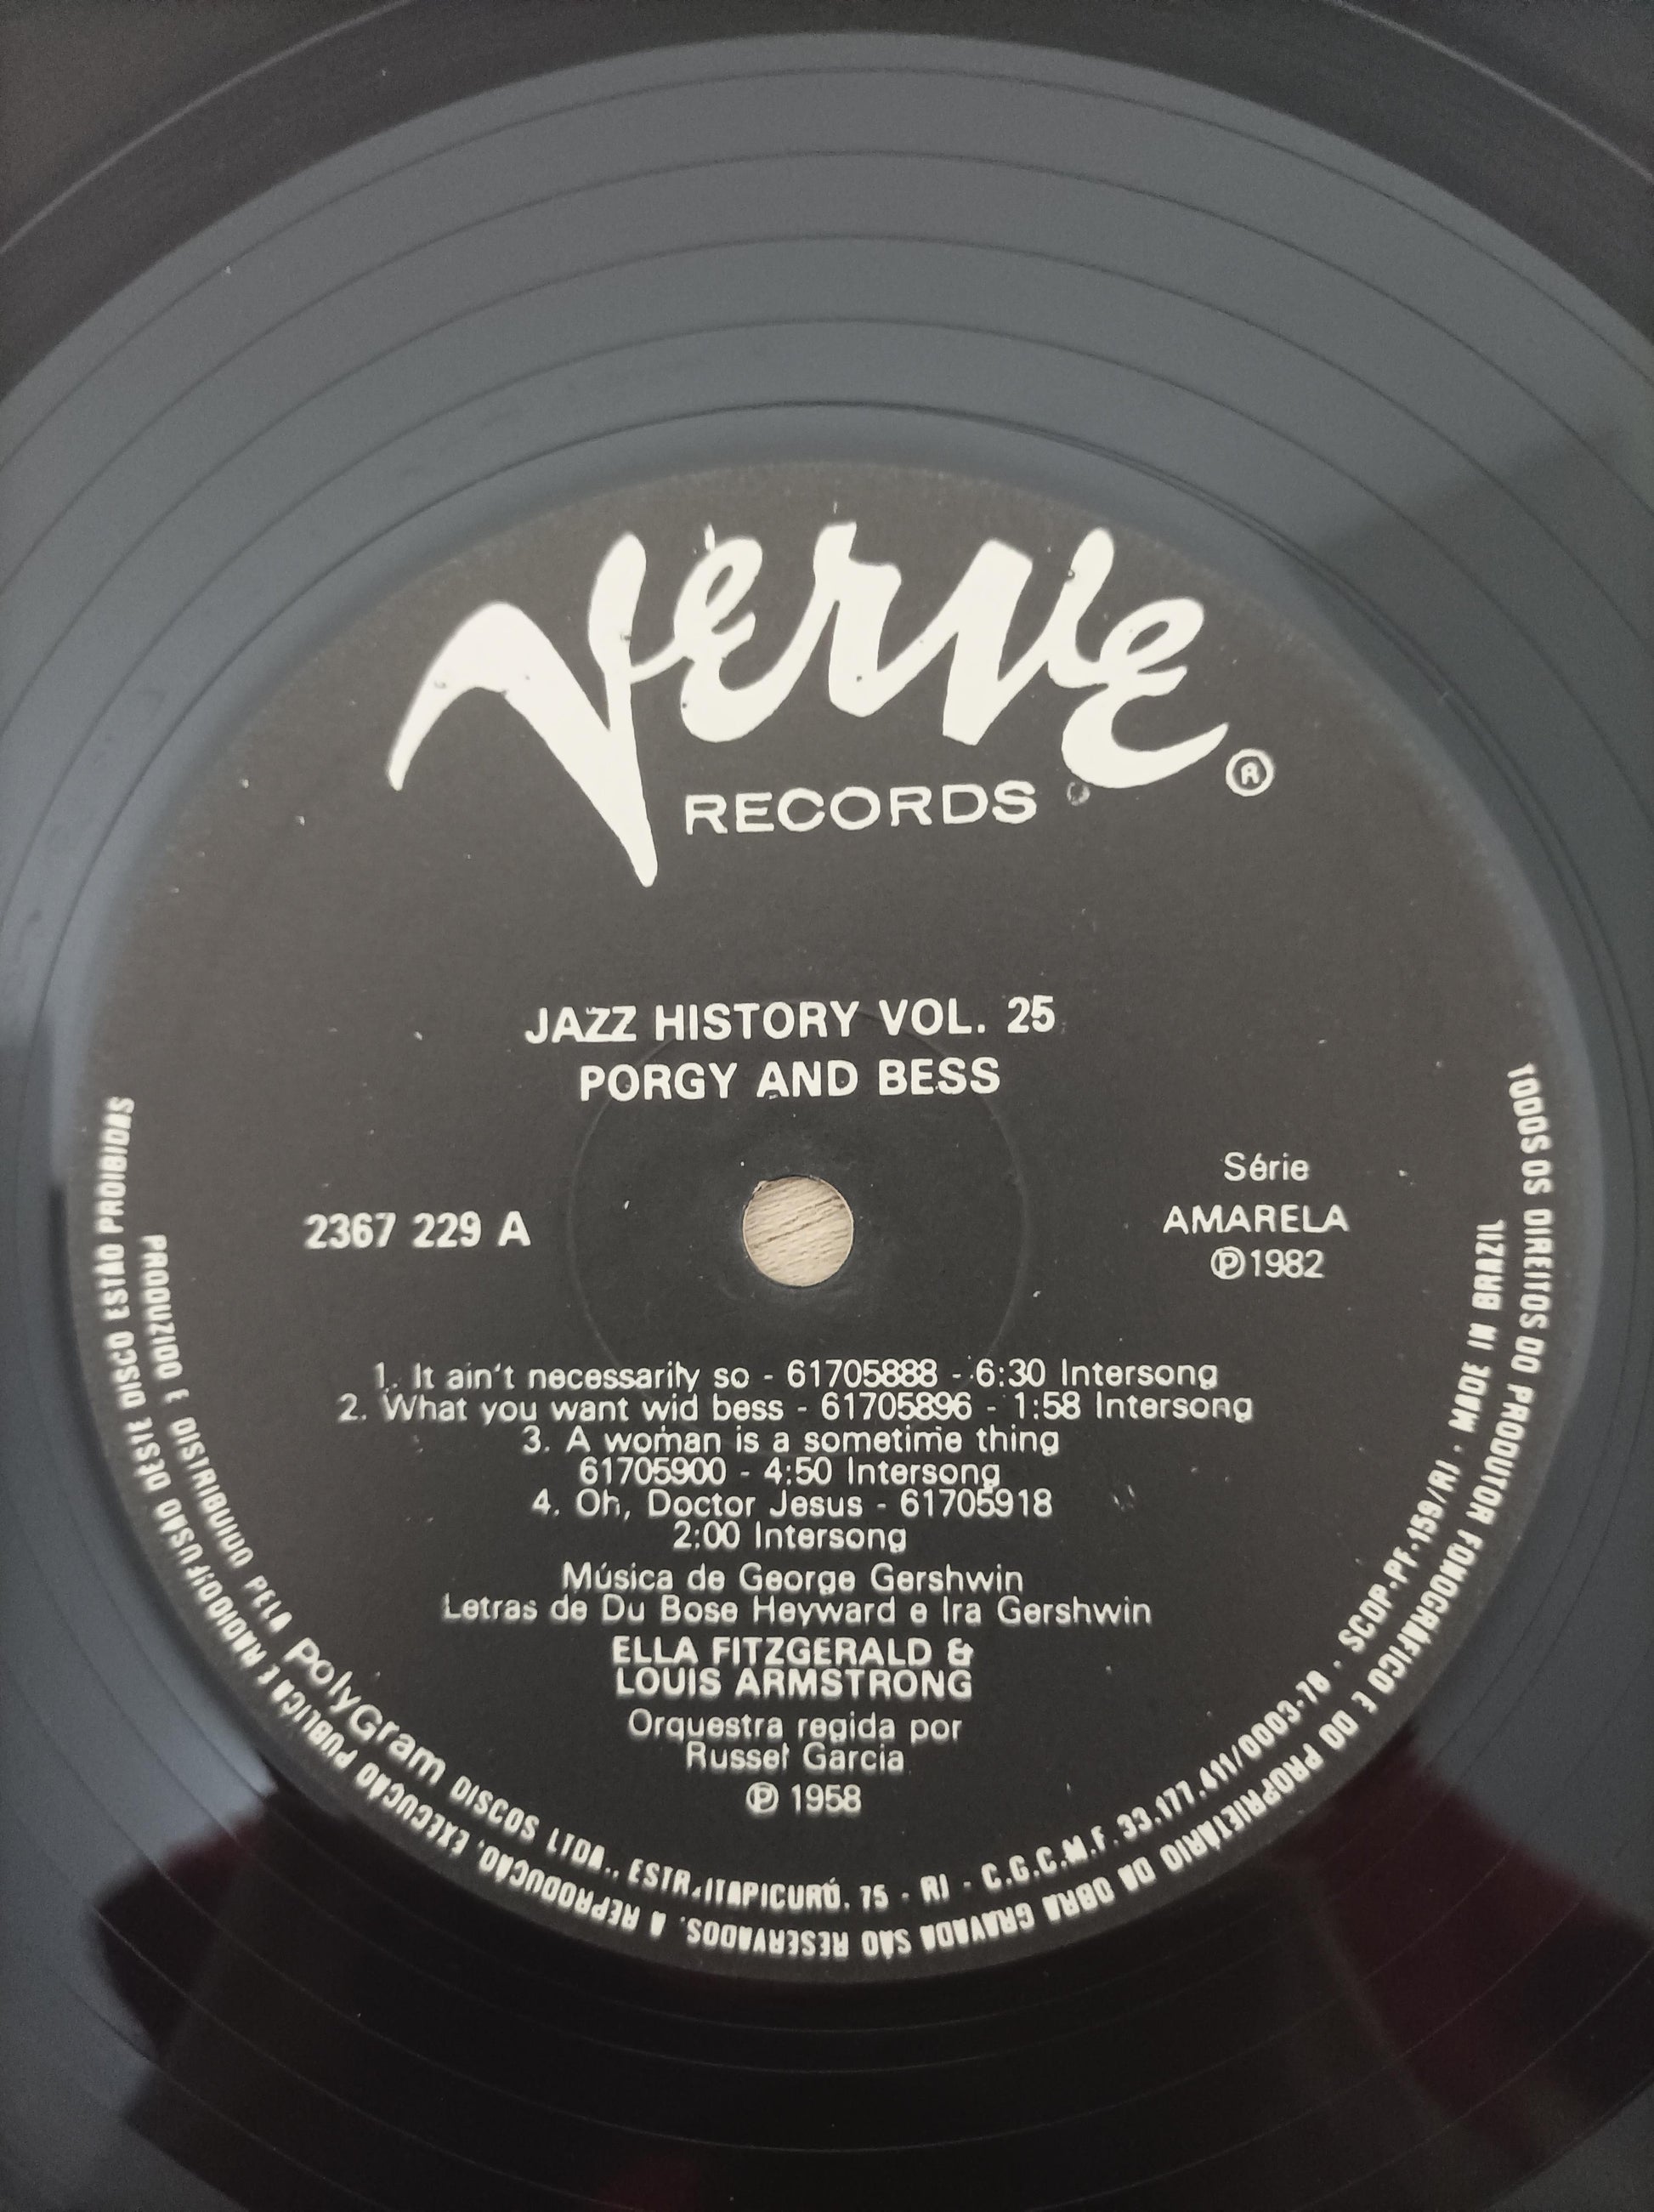 Verve ®
RECORDS
JAZZ HISTORY VOL. 25
PORGY AND BESS
2367 229 A
Série
AMARELA
℗1982
1. It ain't necessarily so - 61705888 - 6:30 Intersong
2. What you want wid bess - 61705896 - 1:58 Intersong
3. A woman is a sometime thing
61705900 - 4:50 Intersong
4. Oh, Doctor Jesus - 61705918
2:00 Intersong
Música de George Gershwin
Letras de Du Bose Heyward e Ira Gershwin
ELLA FITZGERALD &
LOUIS ARMSTRONG
Orquestra regida por
Russel Garcia
℗ 1958
PRODUZIDO E DISTRIBUIDO PELA PolyGram DISCOS LTDA., ESTR. ITAPICURÚ, 75 - RJ - C.G.C.M.F. 33.177.411/0003-78 • SCDP-PF-159/RJ • MADE IN BRAZIL
TODOS OS DIREITOS DO PRODUTOR FONOGRÁFICO E DO PROPRIETÁRIO DA OBRA GRAVADA SÃO RESERVADOS. A REPRODUÇÃO, EXECUÇÃO PÚBLICA E RADIODIFUSÃO DESTE DISCO ESTÃO PROIBIDAS